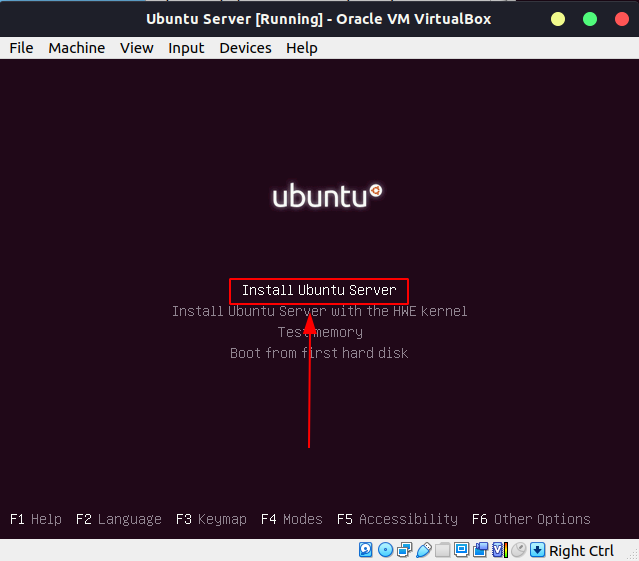 Ubuntu Server [Running] - Oracle VM VirtualBox
File Machine View Input Devices Help
ubuntu
Install Ubuntu Server
Install Ubuntu Server with the HWE kernel
Test memory
Boot from first hard disk
F1 Help F2 Language F3 Keymap F4 Modes F5 Accessibility F6 Other Options
Right Ctrl